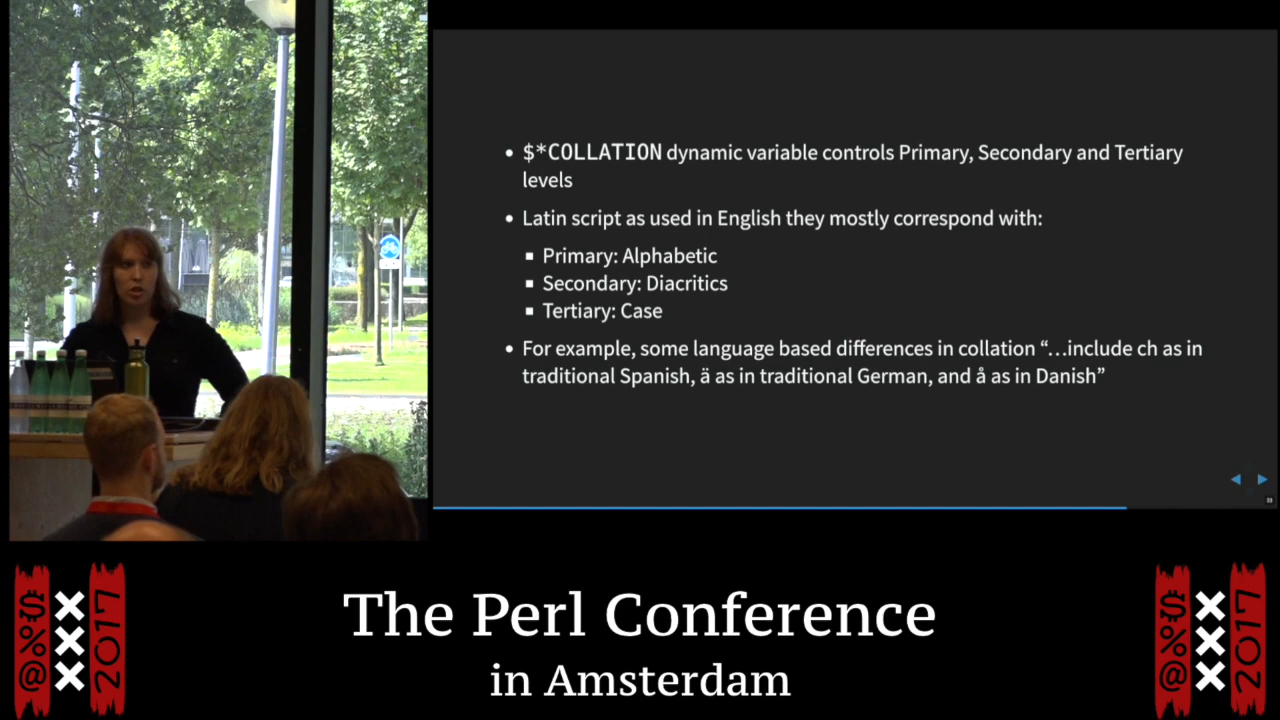 • $*COLLATION dynamic variable controls Primary, Secondary and Tertiary
levels
• Latin script as used in English they mostly correspond with:
▪ Primary: Alphabetic
▪ Secondary: Diacritics
▪ Tertiary: Case
• For example, some language based differences in collation “…include ch as in
traditional Spanish, ä as in traditional German, and å as in Danish”
The Perl Conference
in Amsterdam
$%@
XXX
2017
$%@
XXX
2017